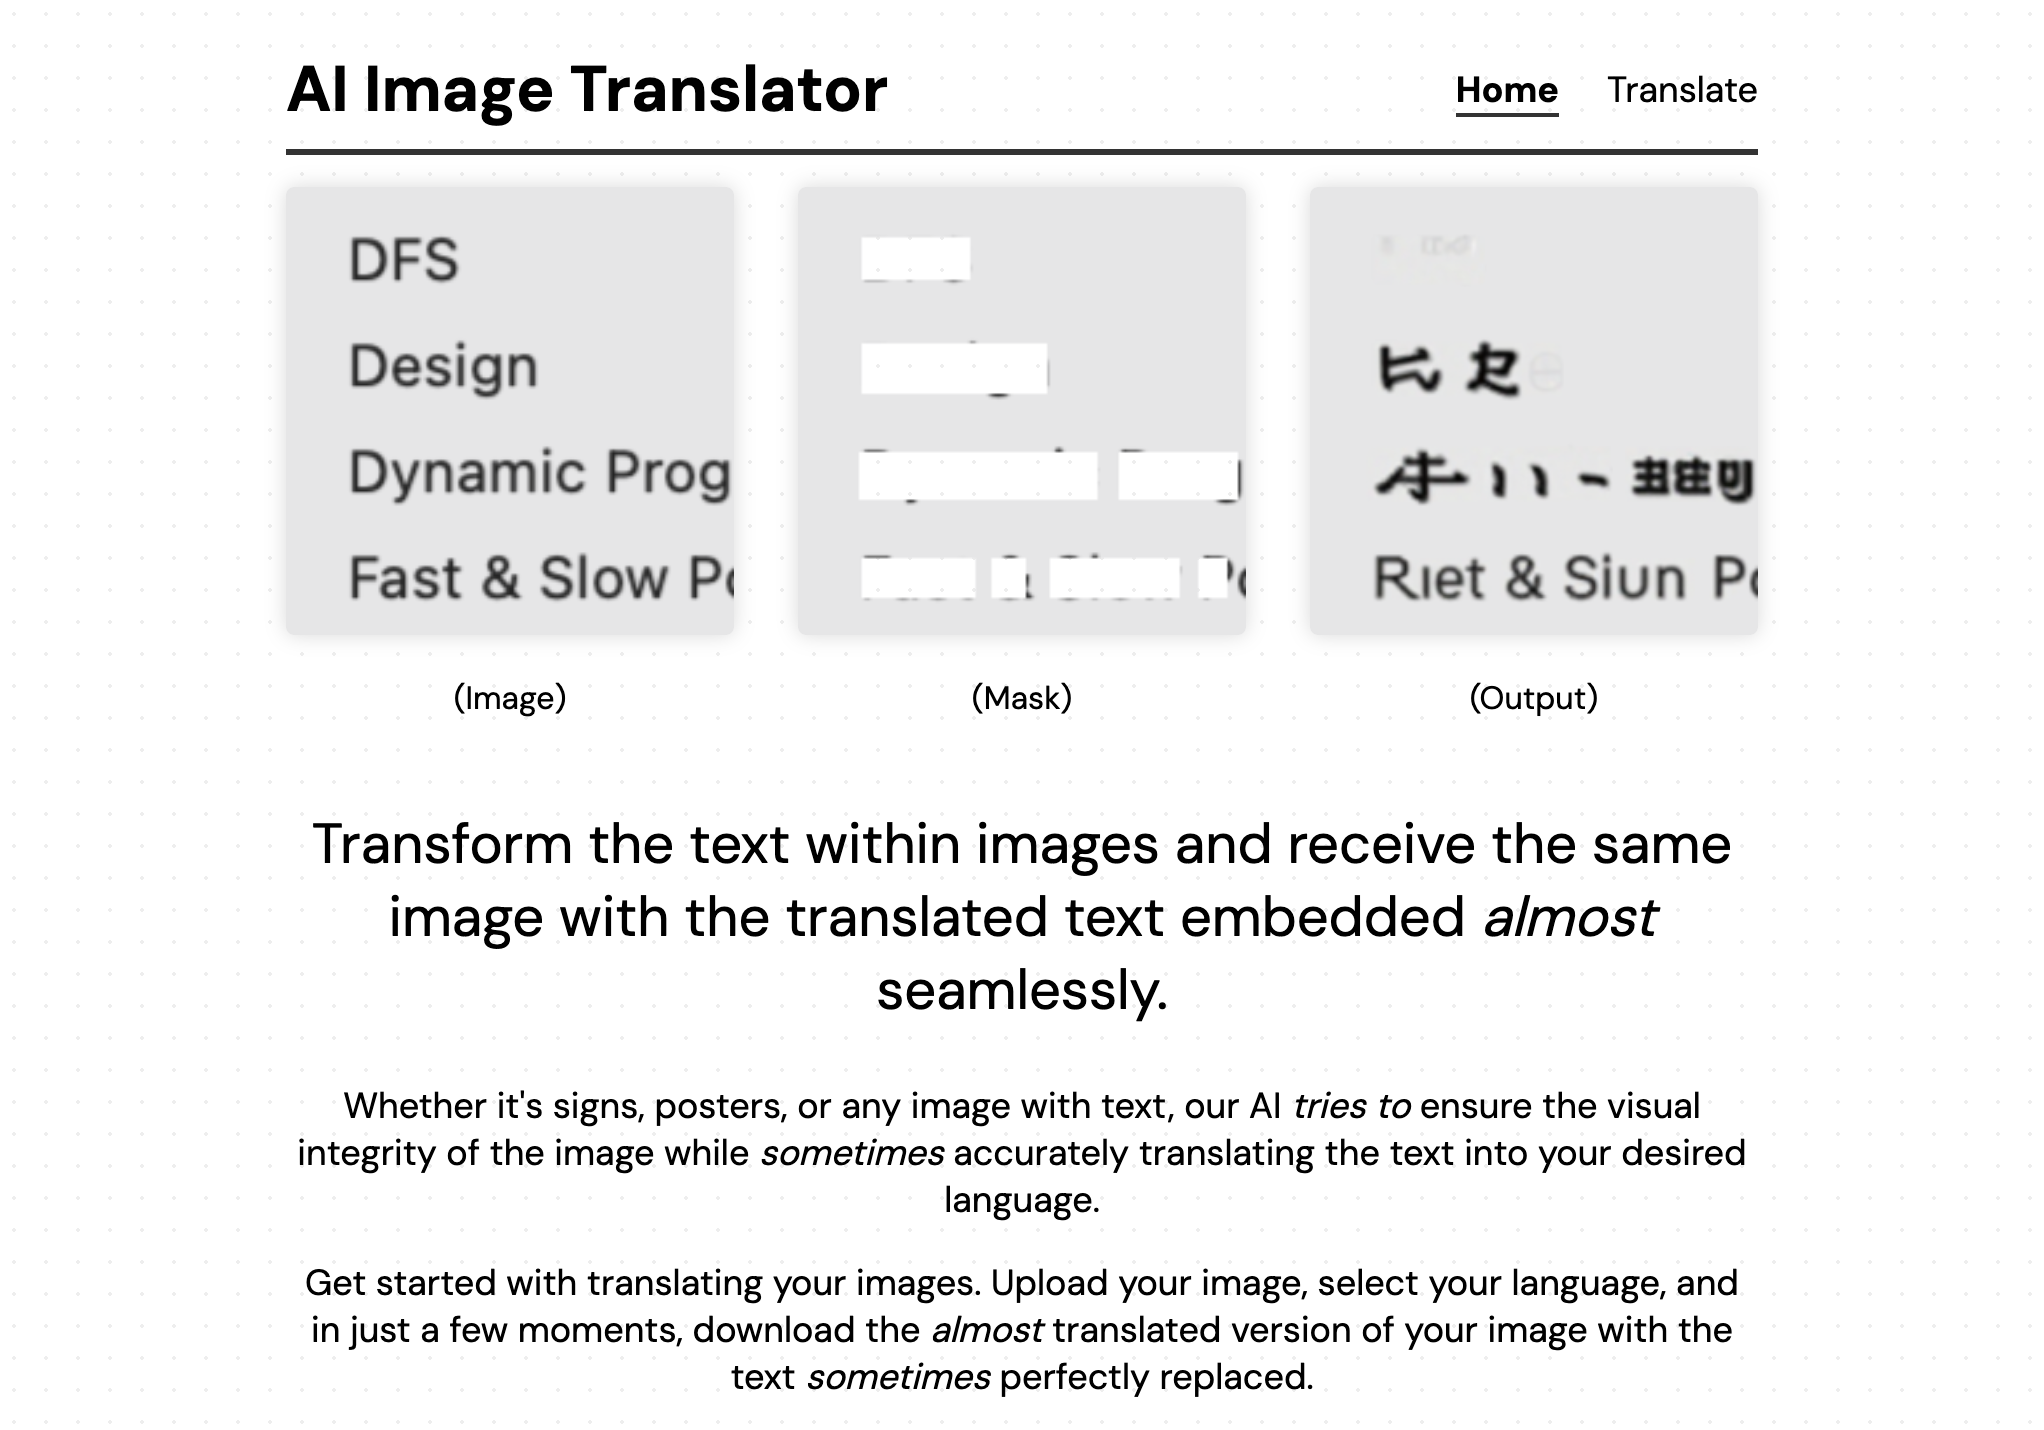 AI Image Translator
Home Translate
DFS
Design
Dynamic Prog
Fast & Slow Po
&
Riet & Siun Po
(Image) (Mask) (Output)
Transform the text within images and receive the same
image with the translated text embedded almost
seamlessly.
Whether it's signs, posters, or any image with text, our AI tries to ensure the visual
integrity of the image while sometimes accurately translating the text into your desired
language.
Get started with translating your images. Upload your image, select your language, and
in just a few moments, download the almost translated version of your image with the
text sometimes perfectly replaced.